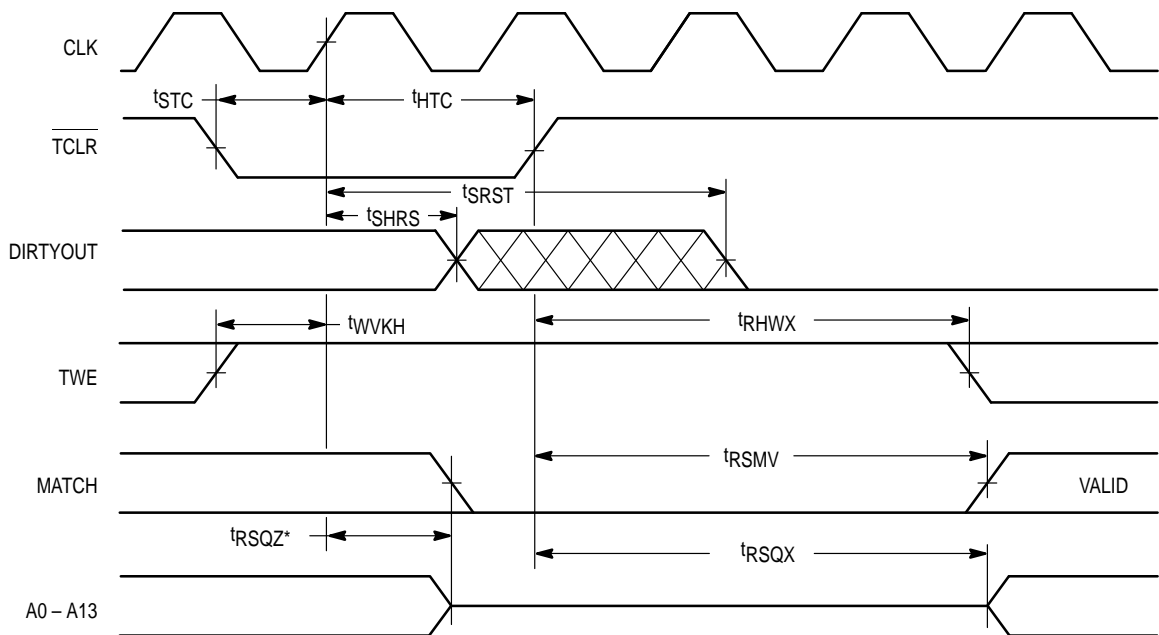 CLK
tSTC
tHTC
TCLR
tSRST
tSHRS
DIRTYOUT
tWVKH
tRHWX
TWE
tRSMV
MATCH
VALID
tRSQZ*
tRSQX
A0 – A13